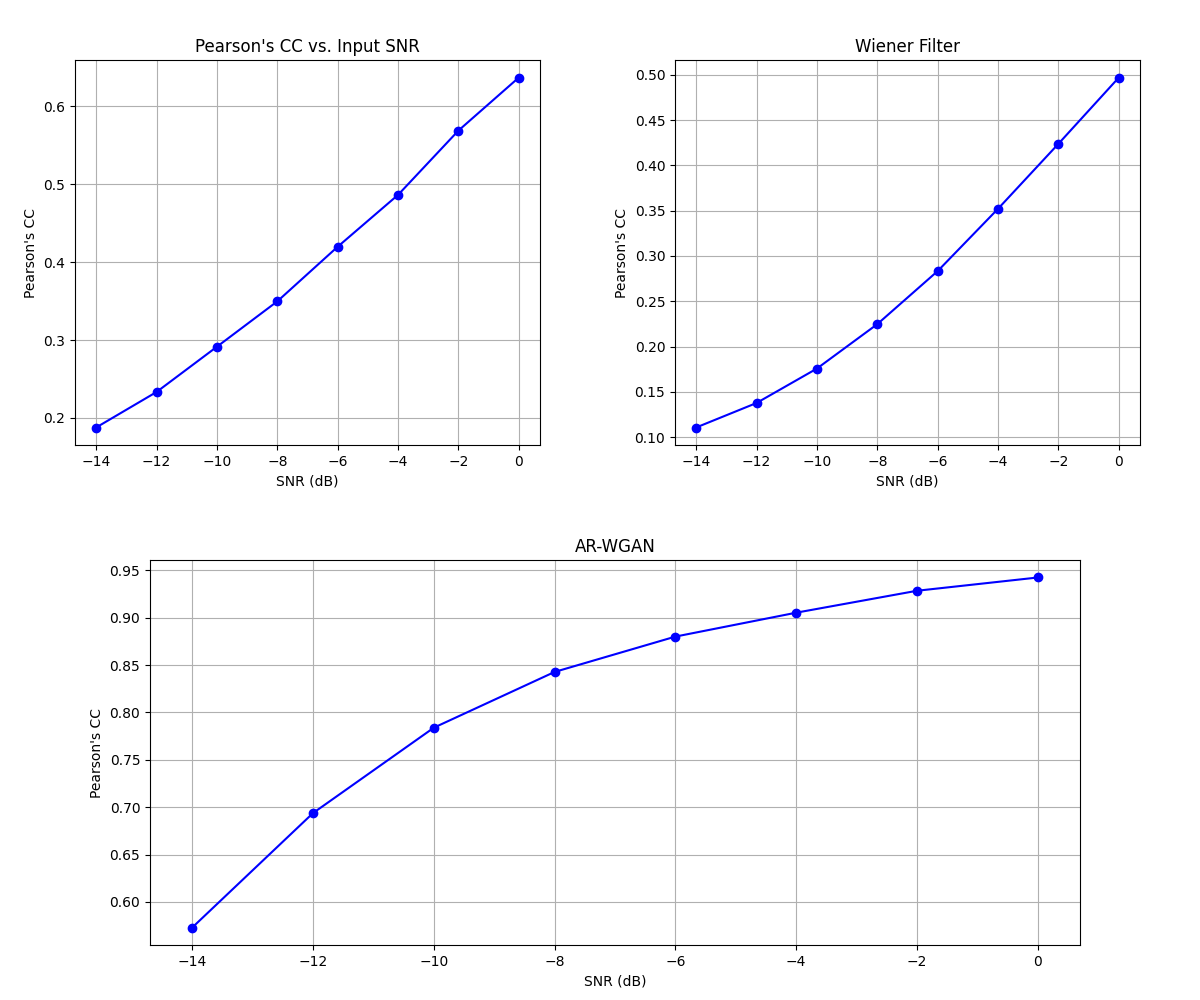 Pearson's CC vs. Input SNR
Pearson's CC
0.6
0.5
0.4
0.3
0.2
−14 −12 −10 −8 −6 −4 −2 0
SNR (dB)
Wiener Filter
Pearson's CC
0.50
0.45
0.40
0.35
0.30
0.25
0.20
0.15
0.10
−14 −12 −10 −8 −6 −4 −2 0
SNR (dB)
AR-WGAN
Pearson's CC
0.95
0.90
0.85
0.80
0.75
0.70
0.65
0.60
−14 −12 −10 −8 −6 −4 −2 0
SNR (dB)